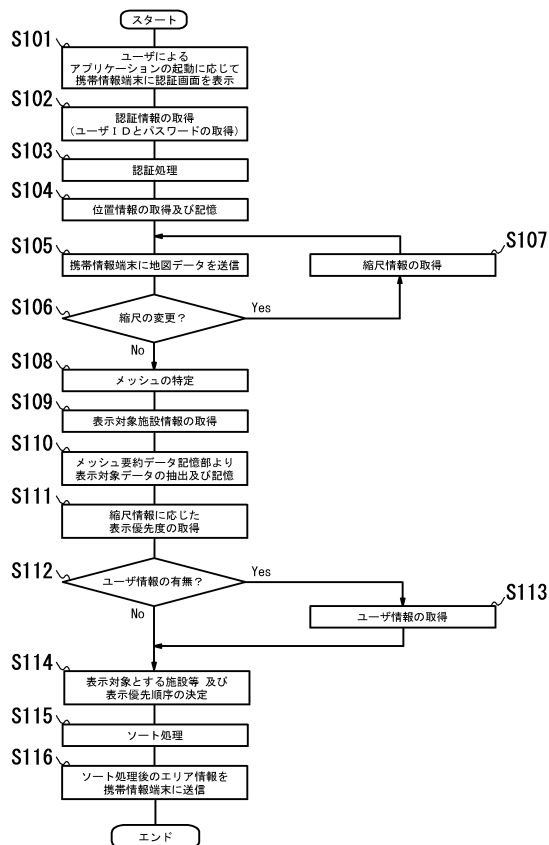 スタート
S101
ユーザによる
アプリケーションの起動に応じて
携帯情報端末に認証画面を表示
S102
認証情報の取得
(ユーザIDとパスワードの取得)
S103
認証処理
S104
位置情報の取得及び記憶
S105
携帯情報端末に地図データを送信
S107
縮尺情報の取得
S106
縮尺の変更?
Yes
No
S108
メッシュの特定
S109
表示対象施設情報の取得
S110
メッシュ要約データ記憶部より
表示対象データの抽出及び記憶
S111
縮尺情報に応じた
表示優先度の取得
S112
ユーザ情報の有無?
Yes
No
S113
ユーザ情報の取得
S114
表示対象とする施設等 及び
表示優先順序の決定
S115
ソート処理
S116
ソート処理後のエリア情報を
携帯情報端末に送信
エンド